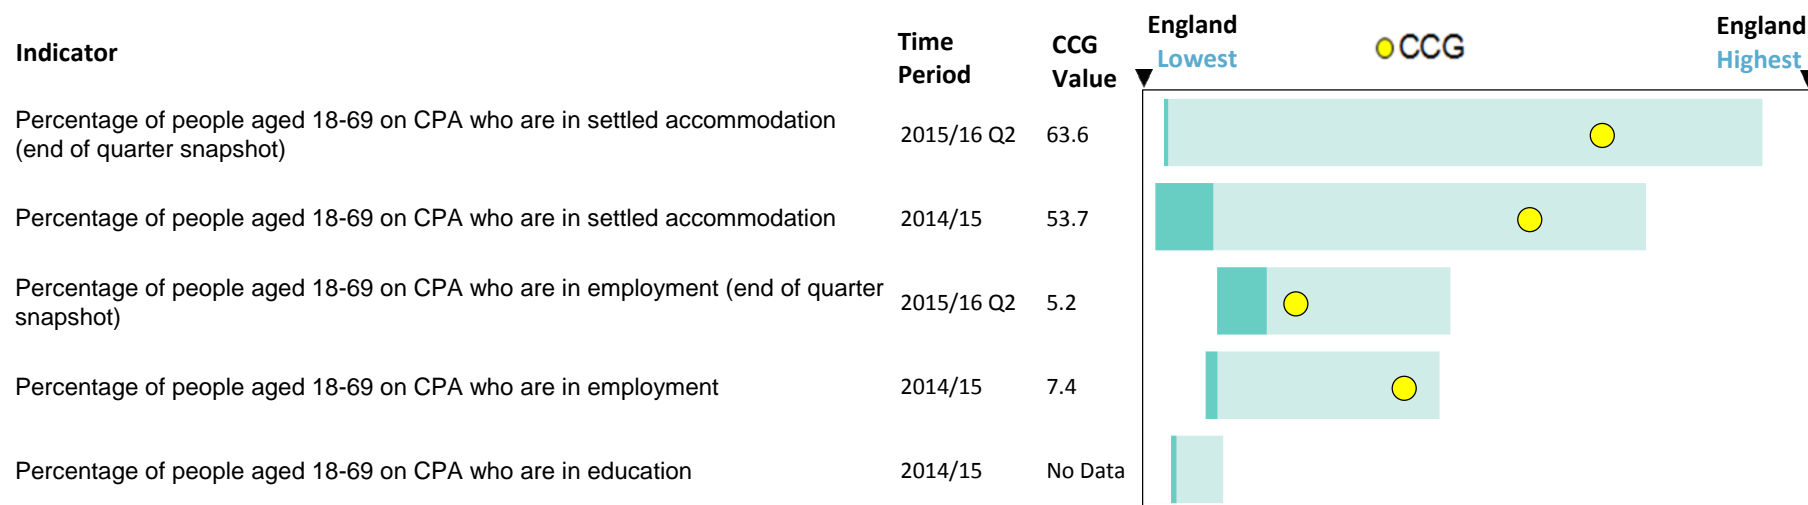 Indicator
Time
Period
CCG
Value
England
Lowest
CCG
England
Highest
Percentage of people aged 18-69 on CPA who are in settled accommodation
(end of quarter snapshot)
2015/16 Q2
63.6
Percentage of people aged 18-69 on CPA who are in settled accommodation
2014/15
53.7
Percentage of people aged 18-69 on CPA who are in employment (end of quarter
snapshot)
2015/16 Q2
5.2
Percentage of people aged 18-69 on CPA who are in employment
2014/15
7.4
Percentage of people aged 18-69 on CPA who are in education
2014/15
No Data